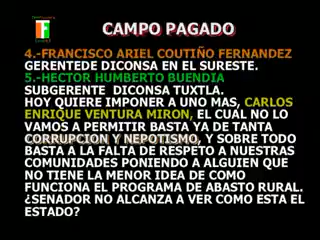 CAMPO PAGADO
4.-FRANCISCO ARIEL COUTIÑO FERNANDEZ
GERENTEDE DICONSA EN EL SURESTE.
5.-HECTOR HUMBERTO BUENDIA
SUBGERENTE  DICONSA TUXTLA.
HOY QUIERE IMPONER A UNO MAS, CARLOS
ENRIQUE VENTURA MIRON, EL CUAL NO LO
VAMOS A PERMITIR BASTA YA DE TANTA
CORRUPCION Y NEPOTISMO, Y SOBRE TODO
BASTA A LA FALTA DE RESPETO A NUESTRAS
COMUNIDADES PONIENDO A ALGUIEN QUE
NO TIENE LA MENOR IDEA DE COMO
FUNCIONA EL PROGRAMA DE ABASTO RURAL.
¿SENADOR NO ALCANZA A VER COMO ESTA EL
ESTADO?